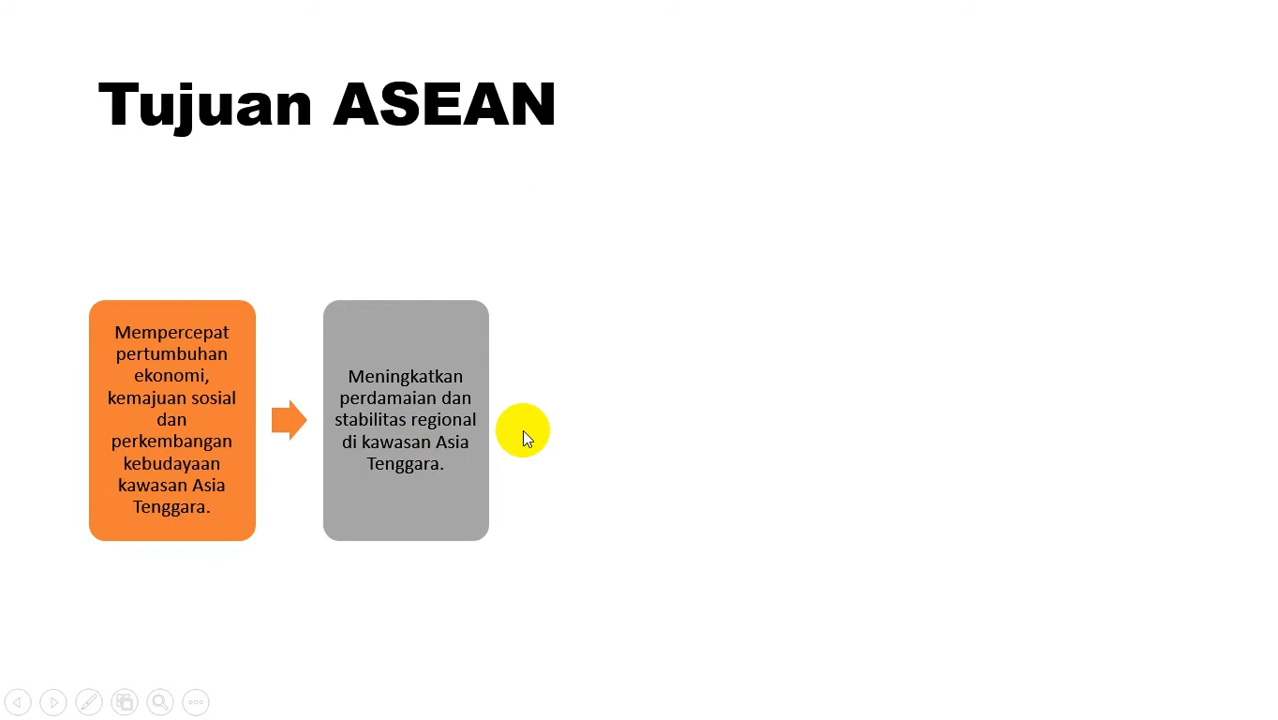 Tujuan ASEAN
Mempercepat
pertumbuhan
ekonomi,
kemajuan sosial
dan
perkembangan
kebudayaan
kawasan Asia
Tenggara.
Meningkatkan
perdamaian dan
stabilitas regional
di kawasan Asia
Tenggara.